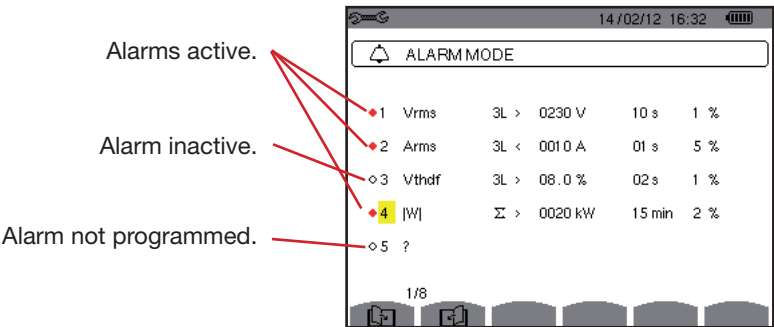 14/02/12 16:32
ALARM MODE
Alarms active.
1 Vrms 3L > 0230 V 10 s 1 %
2 Arms 3L < 0010 A 01 s 5 %
Alarm inactive.
3 Vthdf 3L > 08.0 % 02 s 1 %
4 |W| Σ > 0020 kW 15 min 2 %
Alarm not programmed.
5 ?
1/8